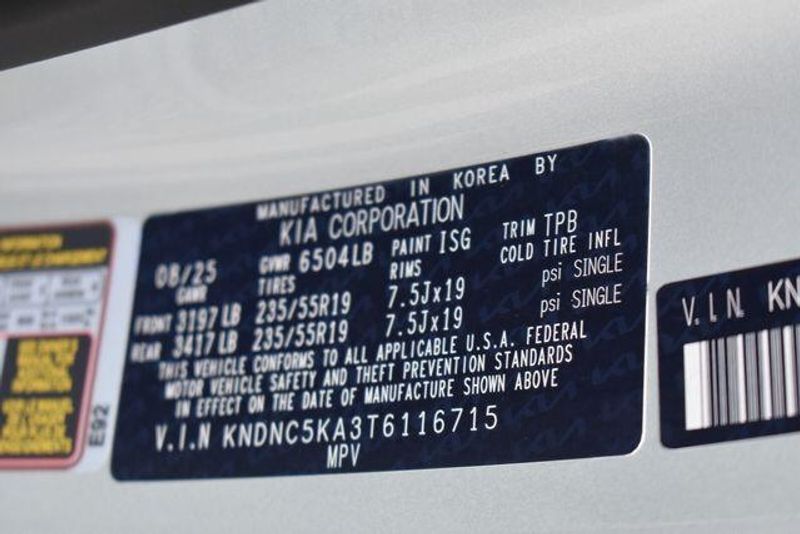 MANUFACTURED IN KOREA BY
KIA CORPORATION
08/25 GVWR 6504LB PAINT ISG TRIM TPB
GAWR TIRES RIMS COLD TIRE INFL
FRONT 3197 LB 235/55R19 7.5Jx19 psi SINGLE
REAR 3417 LB 235/55R19 7.5Jx19 psi SINGLE
THIS VEHICLE CONFORMS TO ALL APPLICABLE U.S.A. FEDERAL
MOTOR VEHICLE SAFETY AND THEFT PREVENTION STANDARDS
IN EFFECT ON THE DATE OF MANUFACTURE SHOWN ABOVE
V.I.N KNDNC5KA3T6116715
MPV
E92
V.I.N. KN